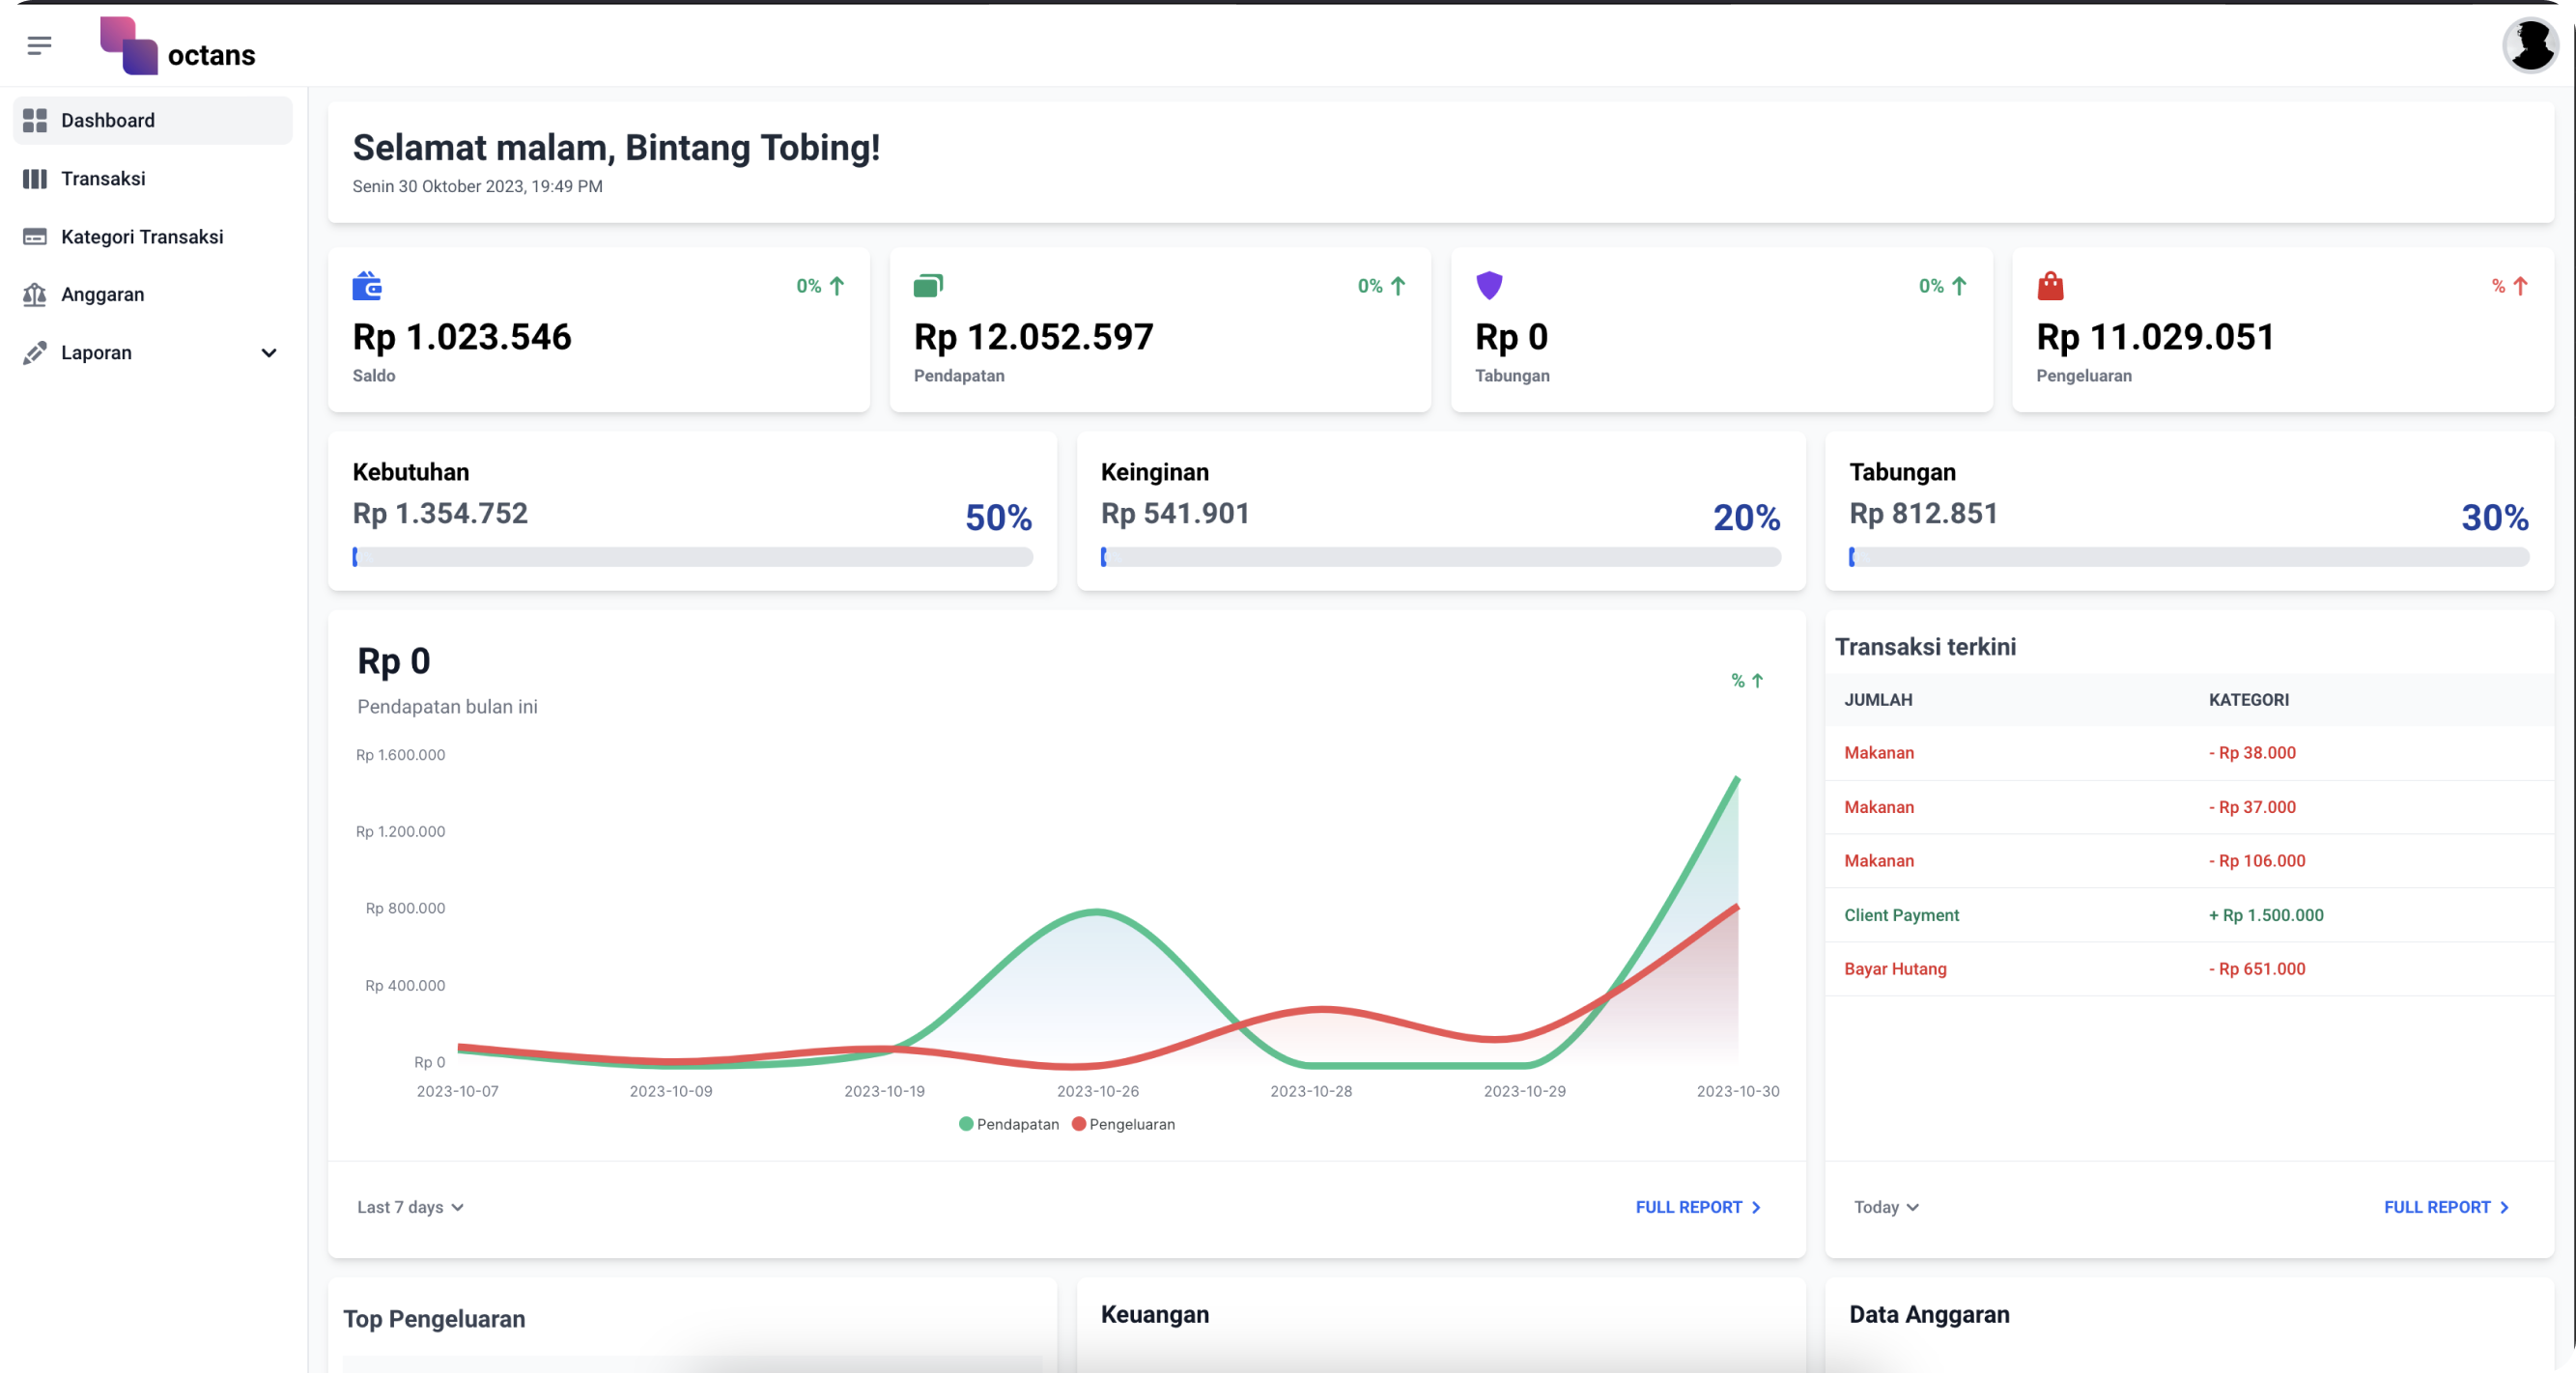 octans
Dashboard
Transaksi
Kategori Transaksi
Anggaran
Laporan
Selamat malam, Bintang Tobing!
Senin 30 Oktober 2023, 19:49 PM
0%
Rp 1.023.546
Saldo
0%
Rp 12.052.597
Pendapatan
0%
Rp 0
Tabungan
%
Rp 11.029.051
Pengeluaran
Kebutuhan
Rp 1.354.752
50%
Keinginan
Rp 541.901
20%
Tabungan
Rp 812.851
30%
Rp 0
Pendapatan bulan ini
%
Rp 1.600.000
Rp 1.200.000
Rp 800.000
Rp 400.000
Rp 0
2023-10-07 2023-10-09 2023-10-19 2023-10-26 2023-10-28 2023-10-29 2023-10-30
Pendapatan Pengeluaran
Last 7 days
FULL REPORT
Transaksi terkini
JUMLAH KATEGORI
Makanan - Rp 38.000
Makanan - Rp 37.000
Makanan - Rp 106.000
Client Payment + Rp 1.500.000
Bayar Hutang - Rp 651.000
Today
FULL REPORT
Top Pengeluaran
Keuangan
Data Anggaran